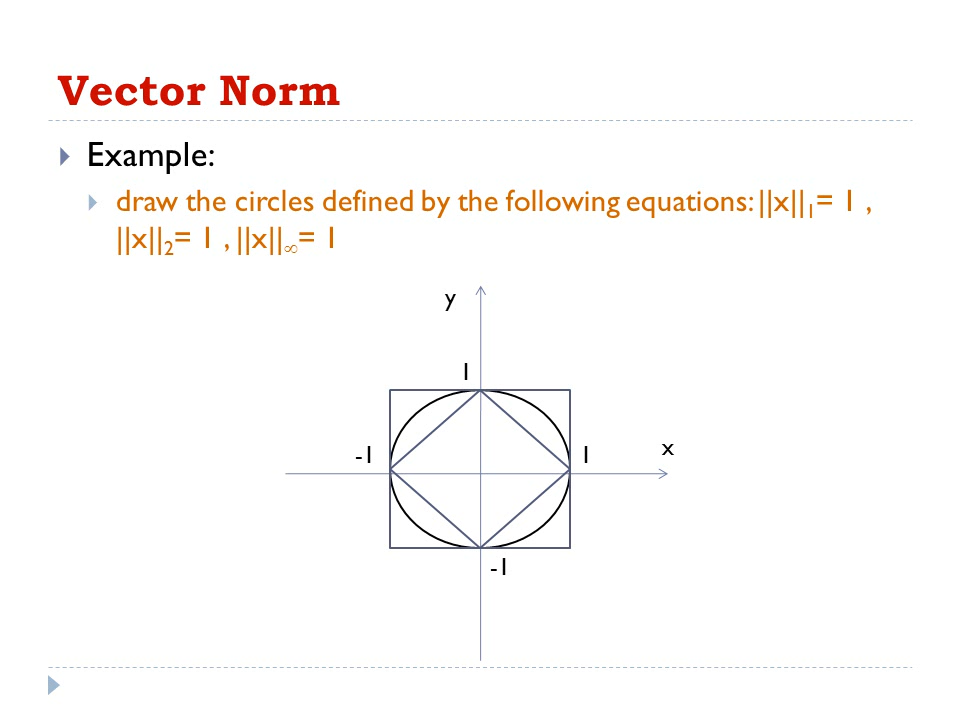 Vector Norm
Example:
draw the circles defined by the following equations: ||x||₁= 1 ,
||x||₂= 1 , ||x||∞= 1
y
1
-1
1
x
-1